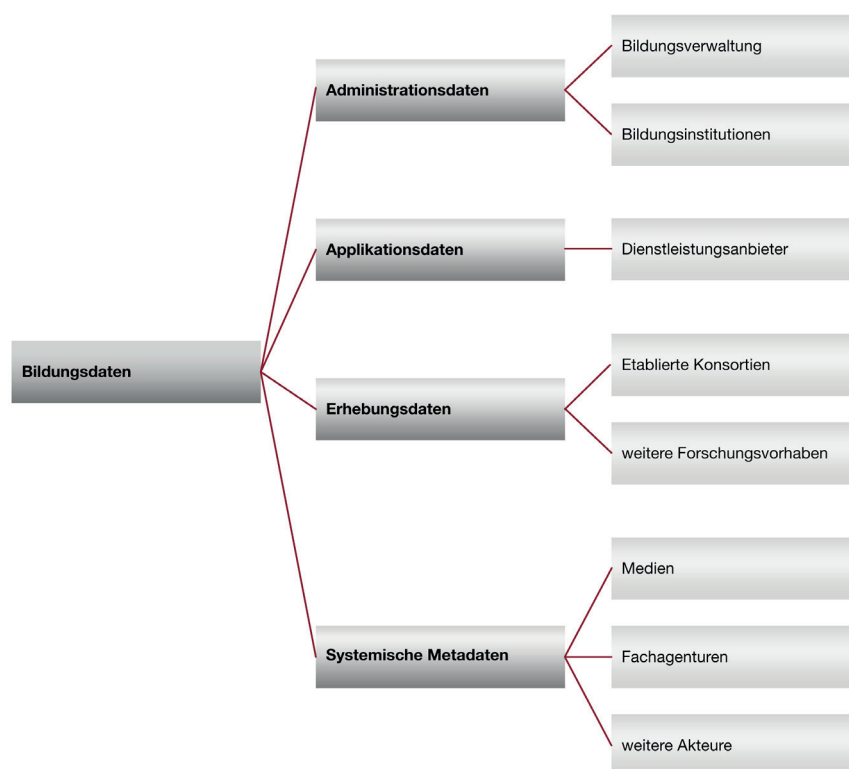 Bildungsdaten
Administrationsdaten
Bildungsverwaltung
Bildungsinstitutionen
Applikationsdaten
Dienstleistungsanbieter
Erhebungsdaten
Etablierte Konsortien
weitere Forschungsvorhaben
Systemische Metadaten
Medien
Fachagenturen
weitere Akteure